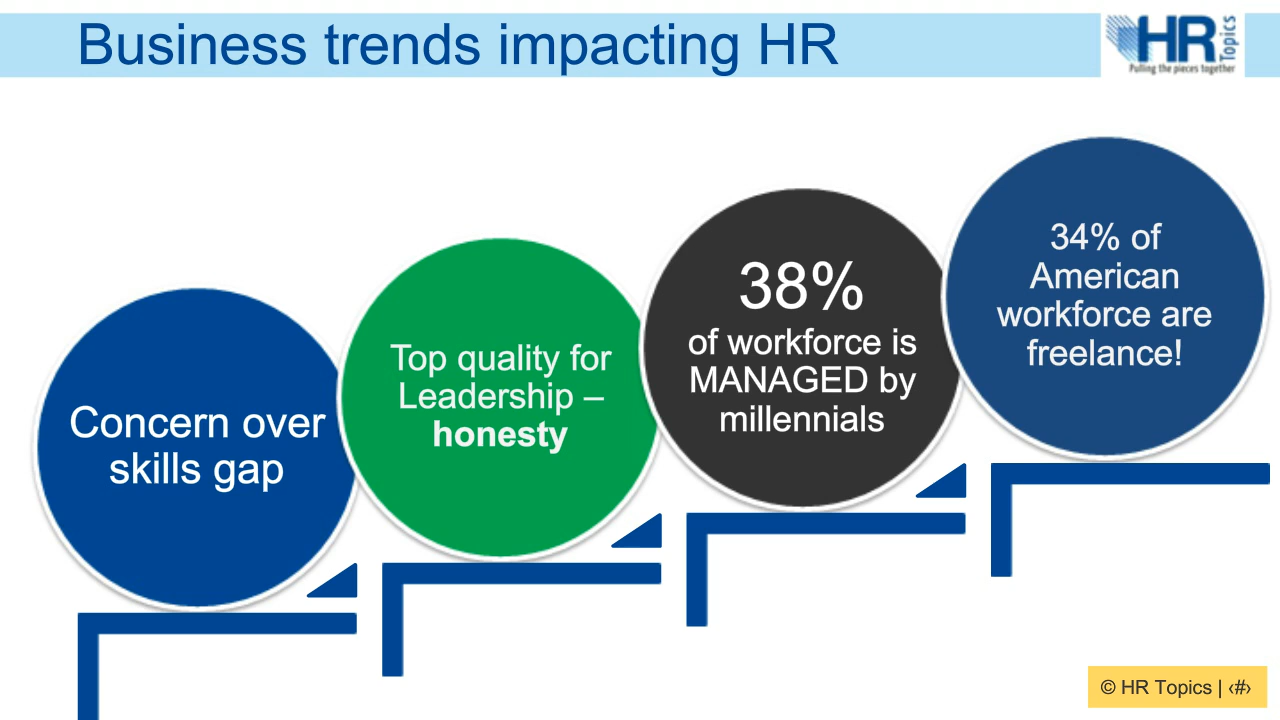 Business trends impacting HR
HR Topics
Pulling the pieces together
Concern over
skills gap
Top quality for
Leadership –
honesty
38%
of workforce is
MANAGED by
millennials
34% of
American
workforce are
freelance!
© HR Topics | ‹#›